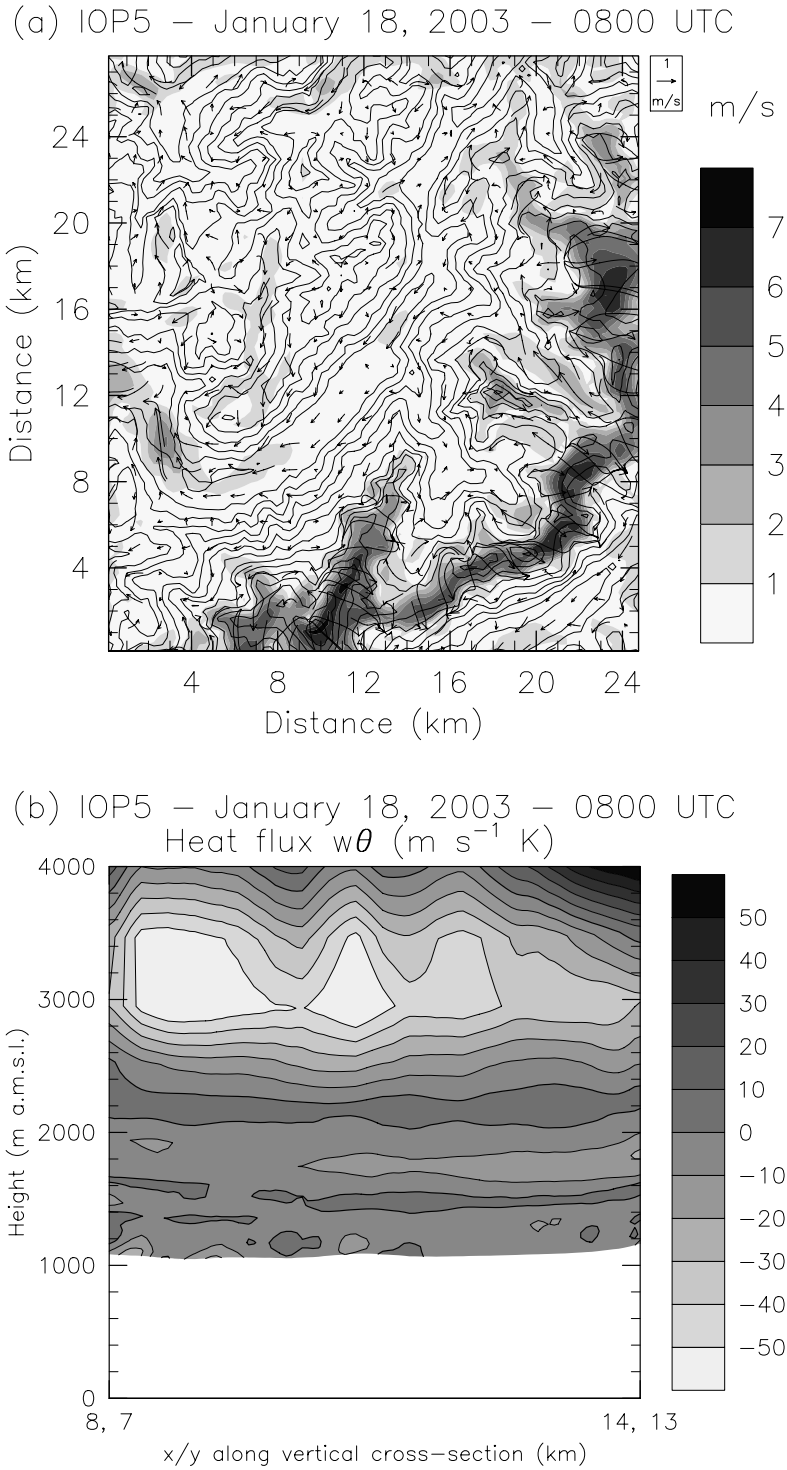 (a) IOP5 − January 18, 2003 − 0800 UTC
1
m/s
m/s
24
20
16
12
8
4
Distance (km)
7
6
5
4
3
2
1
4 8 12 16 20 24
Distance (km)
(b) IOP5 − January 18, 2003 − 0800 UTC
Heat flux wθ (m s⁻¹ K)
4000
3000
2000
1000
0
Height (m a.m.s.l.)
50
40
30
20
10
0
−10
−20
−30
−40
−50
8, 7 14, 13
x/y along vertical cross−section (km)